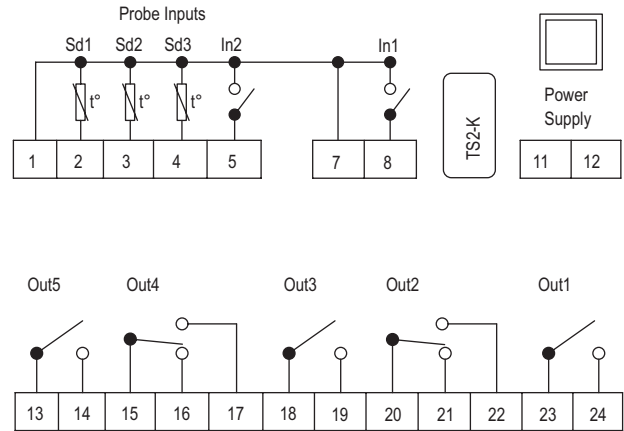 Probe Inputs
Sd1 Sd2 Sd3 In2 In1
t° t° t°
TS2-K
Power
Supply
1 2 3 4 5 7 8 11 12
Out5 Out4 Out3 Out2 Out1
13 14 15 16 17 18 19 20 21 22 23 24